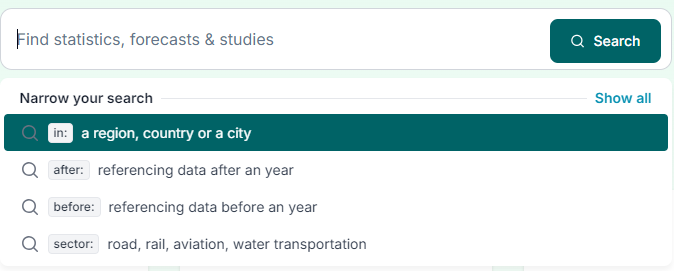 Find statistics, forecasts & studies
Search
Narrow your search
Show all
in: a region, country or a city
after: referencing data after an year
before: referencing data before an year
sector: road, rail, aviation, water transportation